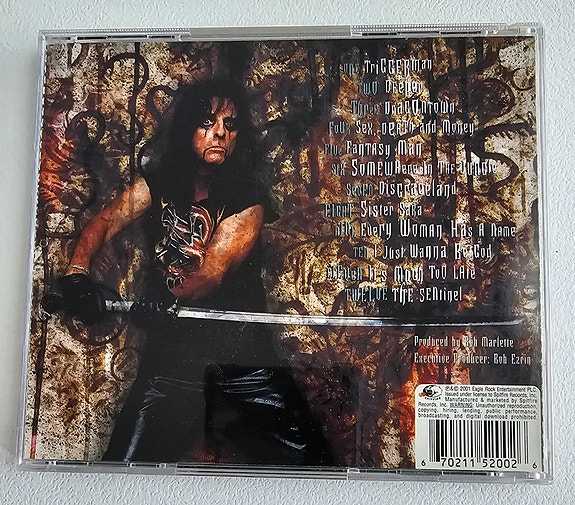 one TriGGERMan
TWO DEEPER
Three DRAGONTOWN
FOUR SEX, DEATH and Money
FIVE FANTASY MAN
SIX SOMEWHere IN THE JUNGLE
SEVEN DISGRACELAND
EIGHT SISTER SARA
NINE EVERY WOMAN HAS A NAME
TEN I JUST WANNA BE GOD
ELEVEN IT'S MUCH TOO LATE
TWELVE THE SENtinel
Produced by Bob Marlette
Executive Producer: Bob Ezrin
℗&© 2001 Eagle Rock Entertainment PLC.
Issued under license to Spitfire Records, Inc.
Manufactured & marketed by Spitfire
Records, Inc. WARNING: Unauthorized reproduction,
copying, hiring, lending, public performance,
broadcasting, and digital download prohibited.
6 70211 52002 6